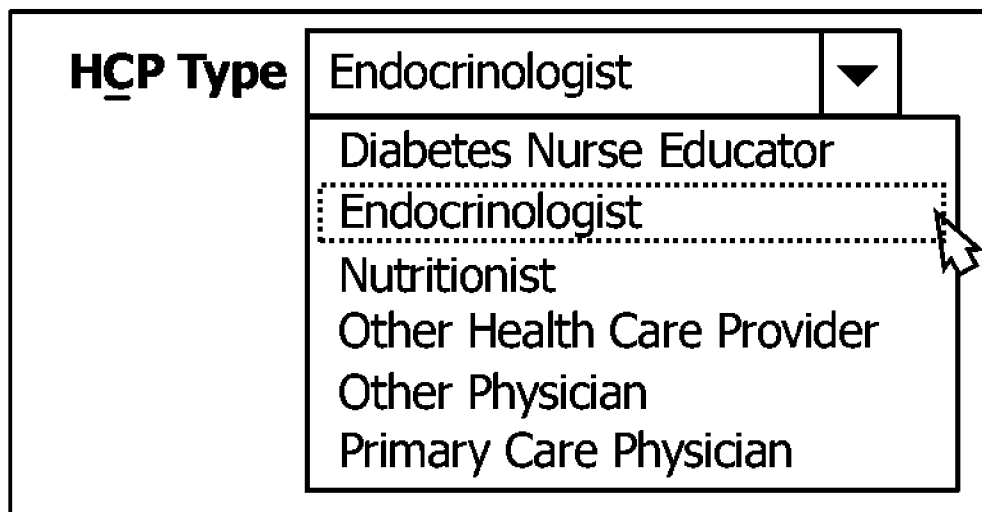 HCP Type Endocrinologist
Diabetes Nurse Educator
Endocrinologist
Nutritionist
Other Health Care Provider
Other Physician
Primary Care Physician